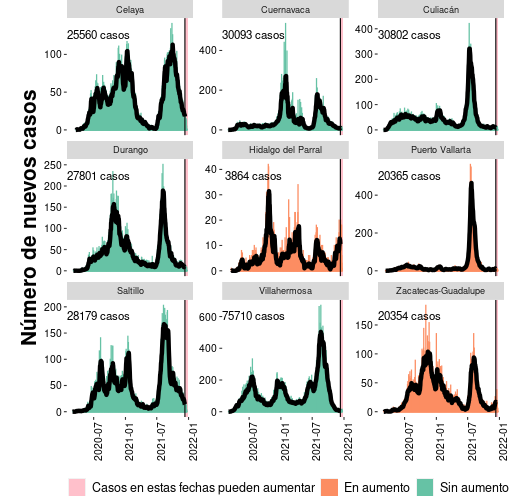 Celaya
Cuernavaca
Culiacán
25560 casos
30093 casos
30802 casos
100
50
0
400
200
0
400
300
200
100
0
Durango
Hidalgo del Parral
Puerto Vallarta
27801 casos
3864 casos
20365 casos
250
200
150
100
50
0
40
30
20
10
0
400
200
0
Saltillo
Villahermosa
Zacatecas-Guadalupe
28179 casos
75710 casos
20354 casos
200
150
100
50
0
600
400
200
0
150
100
50
0
2020-07
2021-01
2021-07
2022-01
2020-07
2021-01
2021-07
2022-01
2020-07
2021-01
2021-07
2022-01
Número de nuevos casos
Casos en estas fechas pueden aumentar
En aumento
Sin aumento